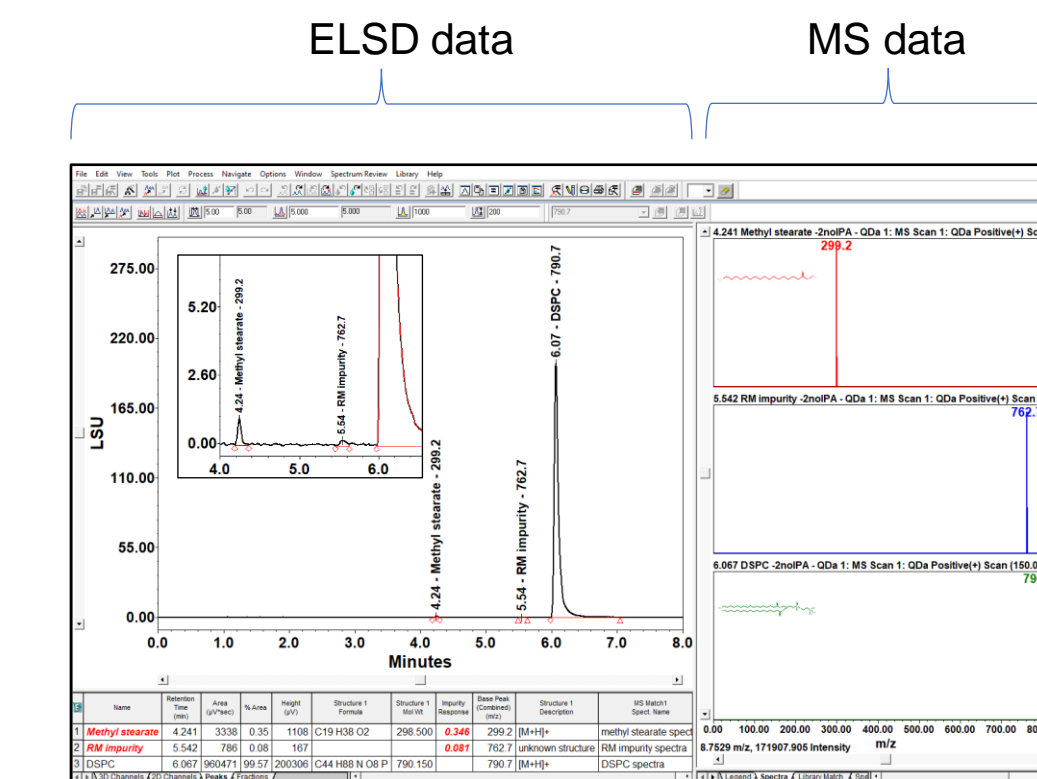 ELSD data
MS data
File Edit View Tools Plot Process Navigate Options Window Spectrum Review Library Help
5.00 5.00 5.000 5.000 1000 200 790.7
275.00
220.00
165.00
110.00
55.00
0.00
LSU
0.0 1.0 2.0 3.0 4.0 5.0 6.0 7.0 8.0
Minutes
4.24 - Methyl stearate - 299.2
5.54 - RM impurity - 762.7
6.07 - DSPC - 790.7
5.20
2.60
0.00
4.0 5.0 6.0
4.24 - Methyl stearate - 299.2
5.54 - RM impurity - 762.7
Name Retention Time (min) Area (µV*sec) % Area Height (µV) Structure 1 Formula Structure 1 Mol Wt Impurity Response Base Peak (Combined) (m/z) Structure 1 Description MS Match1 Spect. Name
1 Methyl stearate 4.241 3338 0.35 1108 C19 H38 O2 298.500 0.346 299.2 [M+H]+ methyl stearate spect
2 RM impurity 5.542 786 0.08 167 0.081 762.7 unknown structure RM impurity spectra
3 DSPC 6.067 960471 99.57 200306 C44 H88 N O8 P 790.150 790.7 [M+H]+ DSPC spectra
3D Channels 2D Channels Peaks Fractions
4.241 Methyl stearate -2nolPA - QDa 1: MS Scan 1: QDa Positive(+) Sc
299.2
5.542 RM impurity -2nolPA - QDa 1: MS Scan 1: QDa Positive(+) Scan
762.7
6.067 DSPC -2nolPA - QDa 1: MS Scan 1: QDa Positive(+) Scan (150.0
79
0.00 100.00 200.00 300.00 400.00 500.00 600.00 700.00 80
m/z
8.7529 m/z, 171907.905 Intensity
Legend Spectra Library Match Spe